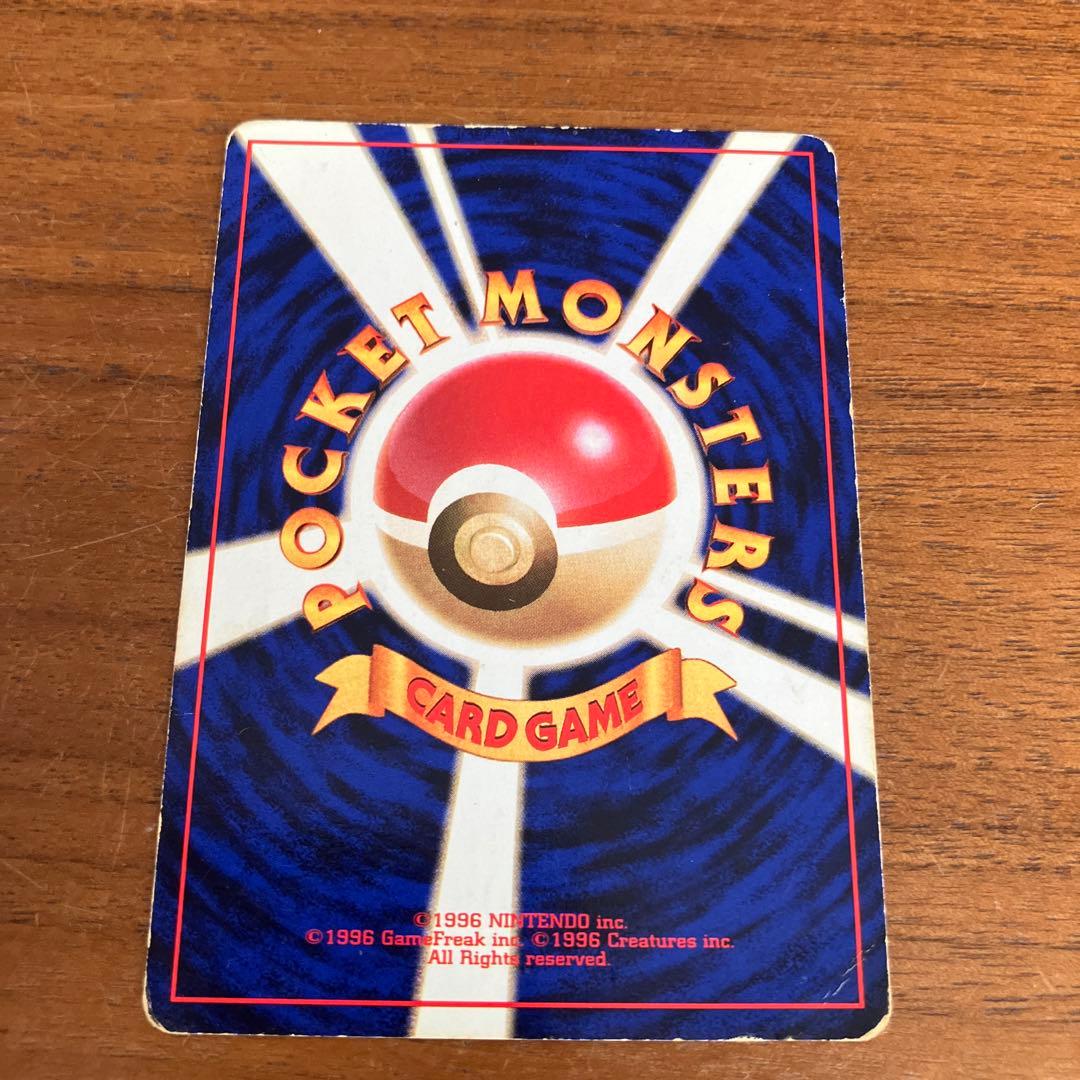 POCKET MONSTERS
CARD GAME
©1996 NINTENDO inc.
©1996 GameFreak inc. ©1996 Creatures inc.
All Rights reserved.